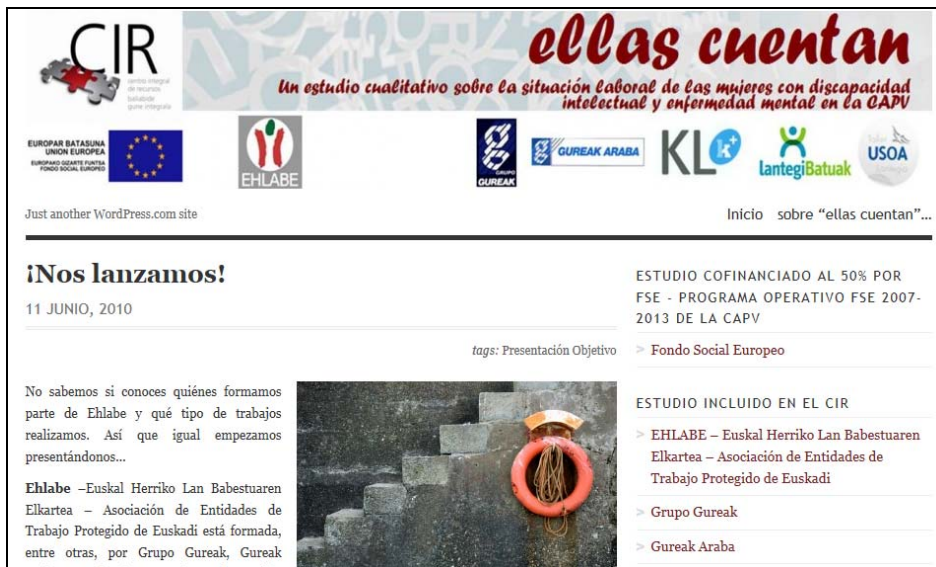 CIR
centro integral
de recursos
baliabide
gune integrala
ellas cuentan
Un estudio cualitativo sobre la situación laboral de las mujeres con discapacidad
intelectual y enfermedad mental en la CAPV
EUROPAR BATASUNA
UNION EUROPEA
EUROPAKO GIZARTE FUNTSA
FONDO SOCIAL EUROPEO
EHLABE
GRUPO
GUREAK
GUREAK ARABA
KL
k+
LantegiBatuak
USOA
Just another WordPress.com site
Inicio sobre “ellas cuentan”...
¡Nos lanzamos!
11 JUNIO, 2010
tags: Presentación Objetivo
No sabemos si conoces quiénes formamos
parte de Ehlabe y qué tipo de trabajos
realizamos. Así que igual empezamos
presentándonos...
Ehlabe –Euskal Herriko Lan Babestuaren
Elkartea – Asociación de Entidades de
Trabajo Protegido de Euskadi está formada,
entre otras, por Grupo Gureak, Gureak
ESTUDIO COFINANCIADO AL 50% POR
FSE - PROGRAMA OPERATIVO FSE 2007-
2013 DE LA CAPV
> Fondo Social Europeo
ESTUDIO INCLUIDO EN EL CIR
> EHLABE – Euskal Herriko Lan Babestuaren
Elkartea – Asociación de Entidades de
Trabajo Protegido de Euskadi
> Grupo Gureak
> Gureak Araba